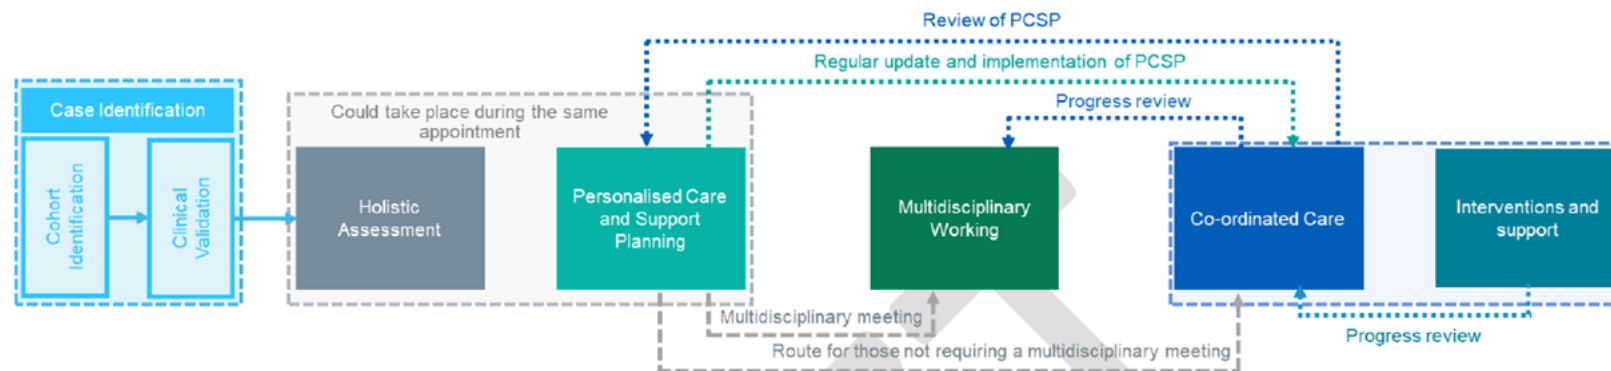 Review of PCSP
Regular update and implementation of PCSP
Case Identification
Could take place during the same
appointment
Progress review
Cohort
Identification
Clinical
Validation
Holistic
Assessment
Personalised Care
and Support
Planning
Multidisciplinary
Working
Co-ordinated Care
Interventions and
support
Multidisciplinary meeting
Route for those not requiring a multidisciplinary meeting
Progress review